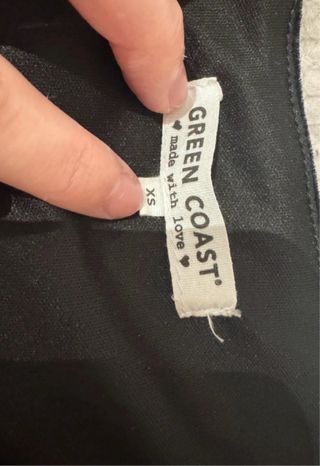 GREEN COAST®
♥ made with love ♥
XS